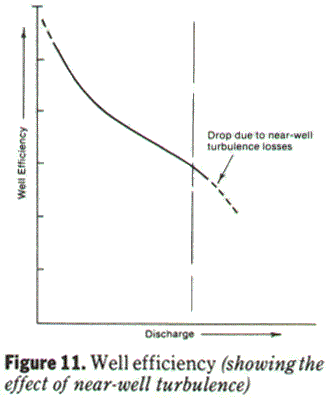 Drop due to near-well
turbulence losses
Well Efficiency
Discharge
Figure 11. Well efficiency (showing the
effect of near-well turbulence)